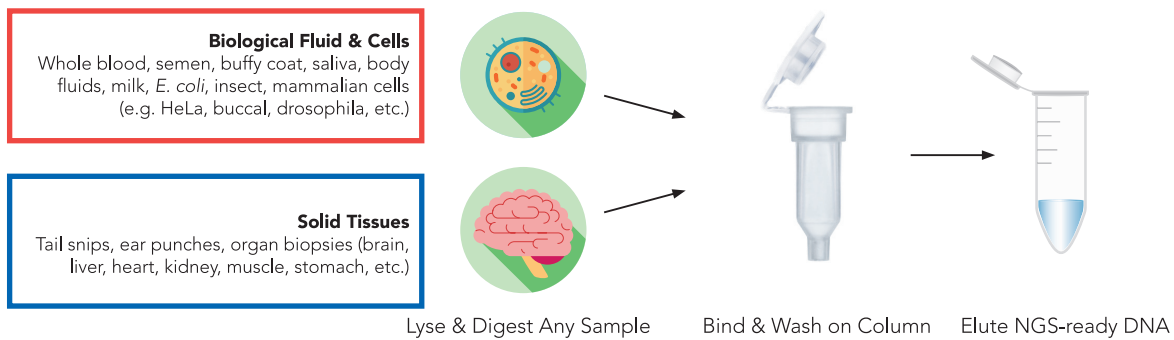 Biological Fluid & Cells
Whole blood, semen, buffy coat, saliva, body
fluids, milk, E. coli, insect, mammalian cells
(e.g. HeLa, buccal, drosophila, etc.)
Solid Tissues
Tail snips, ear punches, organ biopsies (brain,
liver, heart, kidney, muscle, stomach, etc.)
Lyse & Digest Any Sample
Bind & Wash on Column
Elute NGS-ready DNA